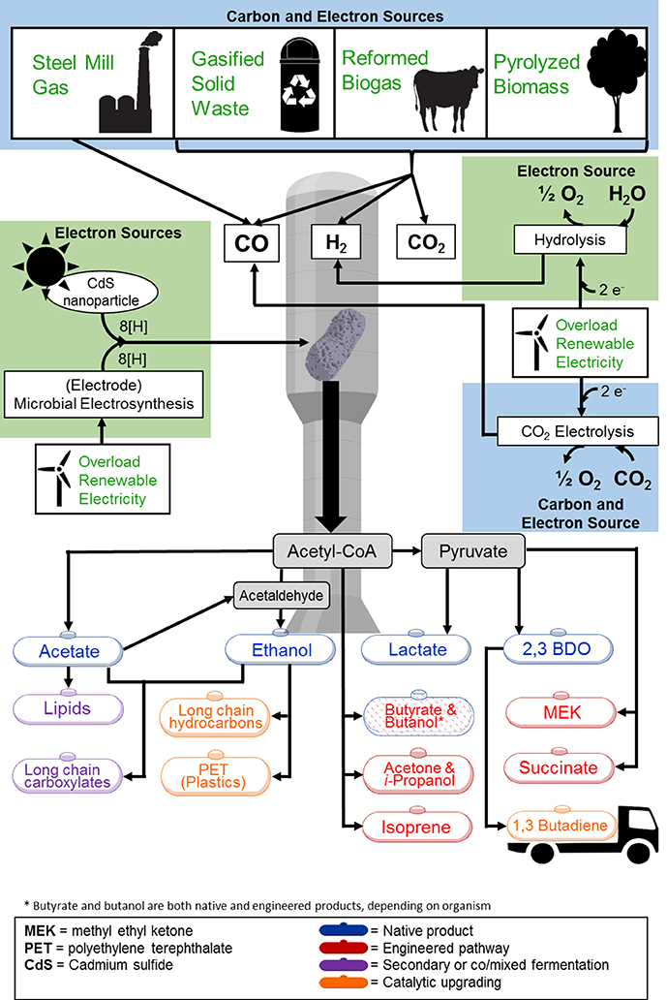 Carbon and Electron Sources
Steel Mill
Gas
Gasified
Solid
Waste
Reformed
Biogas
Pyrolyzed
Biomass
Electron Source
½ O₂
H₂O
Hydrolysis
2 e⁻
Electron Sources
CdS
nanoparticle
8[H]
8[H]
(Electrode)
Microbial Electrosynthesis
Overload
Renewable
Electricity
CO
H₂
CO₂
Overload
Renewable
Electricity
2 e⁻
CO₂ Electrolysis
½ O₂
CO₂
Carbon and
Electron Source
Acetyl-CoA
Pyruvate
Acetaldehyde
Acetate
Ethanol
Lactate
2,3 BDO
Lipids
Long chain
hydrocarbons
Butyrate &
Butanol*
MEK
Long chain
carboxylates
PET
(Plastics)
Acetone &
i-Propanol
Succinate
Isoprene
1,3 Butadiene
* Butyrate and butanol are both native and engineered products, depending on organism
MEK = methyl ethyl ketone
PET = polyethylene terephthalate
CdS = Cadmium sulfide
= Native product
= Engineered pathway
= Secondary or co/mixed fermentation
= Catalytic upgrading